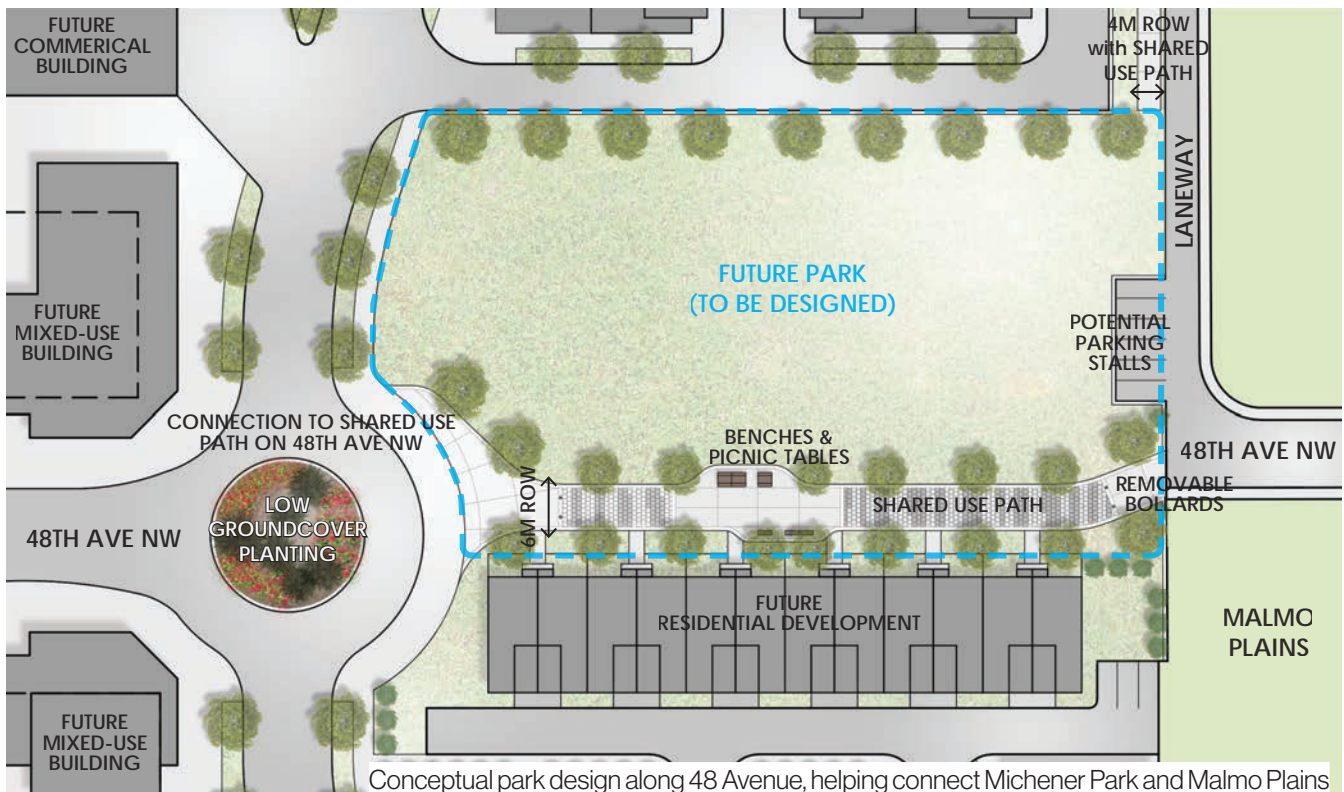 FUTURE
COMMERICAL
BUILDING
4M ROW
with SHARED
USE PATH
LANEWAY
FUTURE
MIXED-USE
BUILDING
FUTURE PARK
(TO BE DESIGNED)
POTENTIAL
PARKING
STALLS
CONNECTION TO SHARED USE
PATH ON 48TH AVE NW
BENCHES &
PICNIC TABLES
48TH AVE NW
REMOVABLE
BOLLARDS
SHARED USE PATH
6M ROW
LOW
GROUNDCOVER
PLANTING
48TH AVE NW
FUTURE
RESIDENTIAL DEVELOPMENT
MALMO
PLAINS
FUTURE
MIXED-USE
BUILDING
Conceptual park design along 48 Avenue, helping connect Michener Park and Malmo Plains